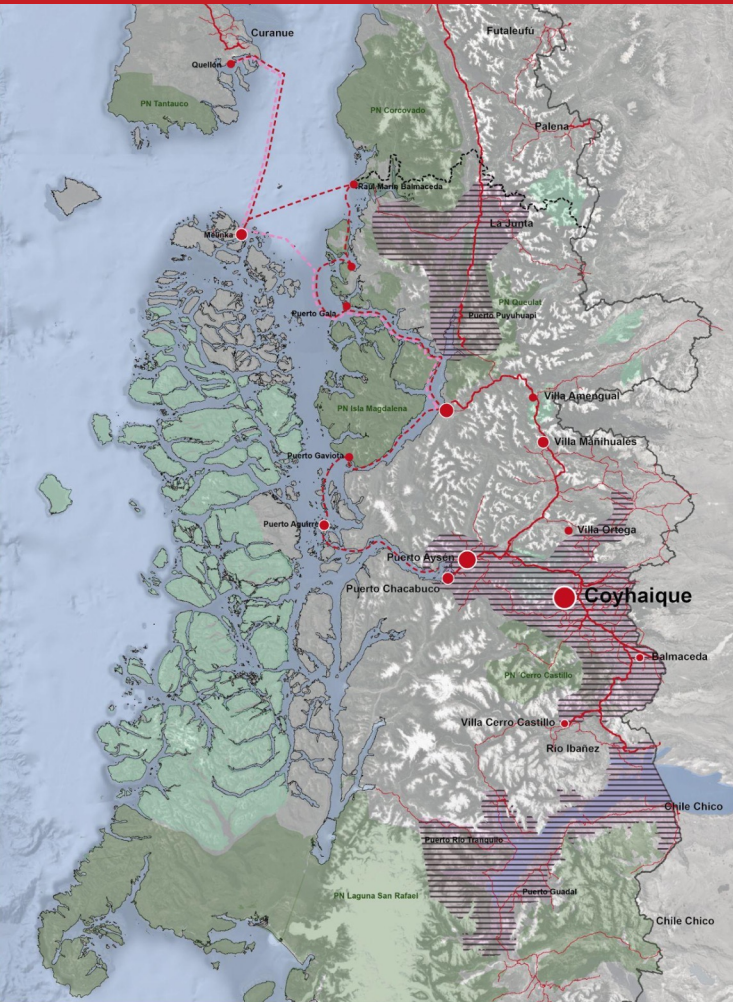 Curanue
Futaleufú
Quellón
PN Tantauco
PN Corcovado
Palena
Raúl Marín Balmaceda
La Junta
Melinka
PN Queulat
Puerto Gala
Puerto Puyuhuapi
Villa Amengual
PN Isla Magdalena
Villa Mañihuales
Puerto Gaviota
Puerto Aguirre
Villa Ortega
Puerto Aysén
Puerto Chacabuco
Coyhaique
Balmaceda
PN Cerro Castillo
Villa Cerro Castillo
Río Ibañez
Chile Chico
Puerto Río Tranquilo
Puerto Guadal
PN Laguna San Rafael
Chile Chico